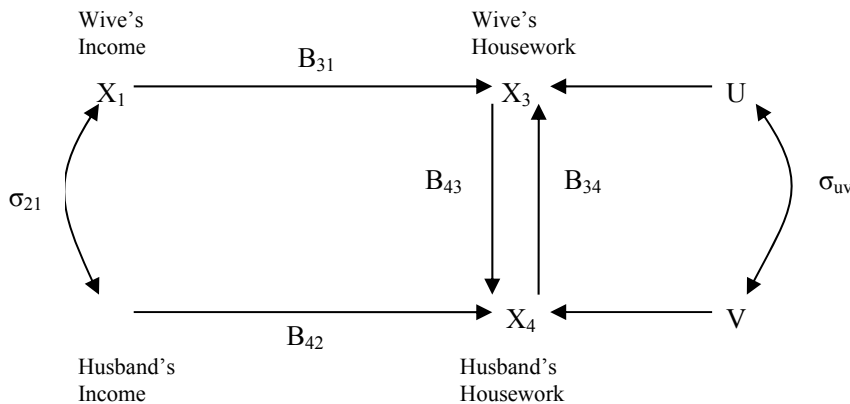 Wive's
Income
Wive's
Housework
B₃₁
X₁
X₃
U
σ₂₁
B₄₃
B₃₄
σᵤᵥ
X₄
V
B₄₂
Husband's
Income
Husband's
Housework